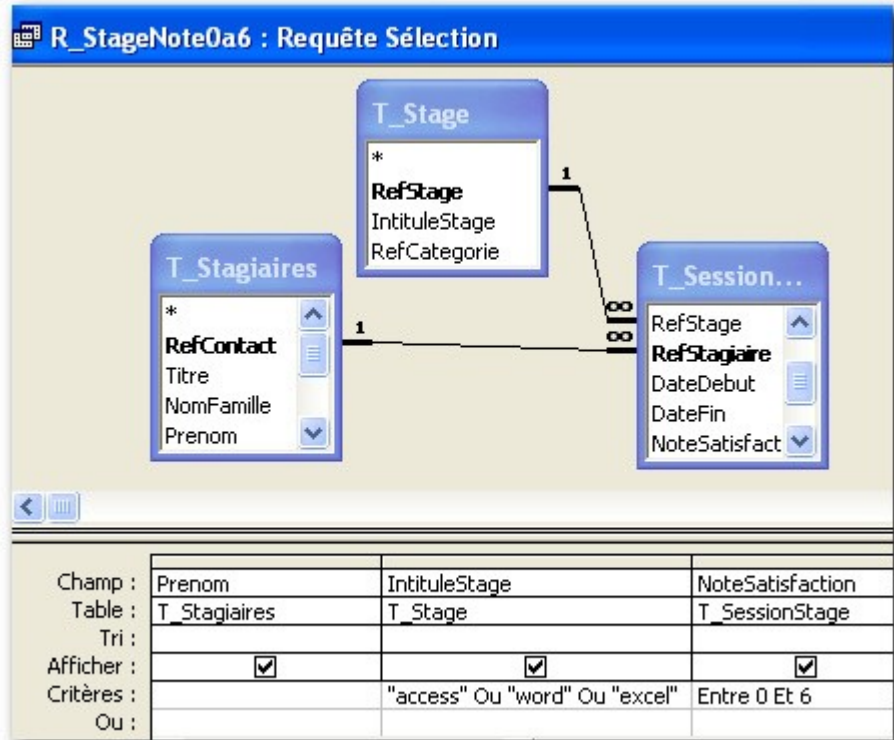 R_StageNote0a6 : Requête Sélection
T_Stage
*
RefStage
IntituleStage
RefCategorie
1
T_Stagiaires
*
RefContact
Titre
NomFamille
Prenom
1
T_Session...
RefStage
RefStagiaire
DateDebut
DateFin
NoteSatisfact
∞
∞
Champ : Prenom IntituleStage NoteSatisfaction
Table : T_Stagiaires T_Stage T_SessionStage
Tri :
Afficher :
Critères : "access" Ou "word" Ou "excel" Entre 0 Et 6
Ou :